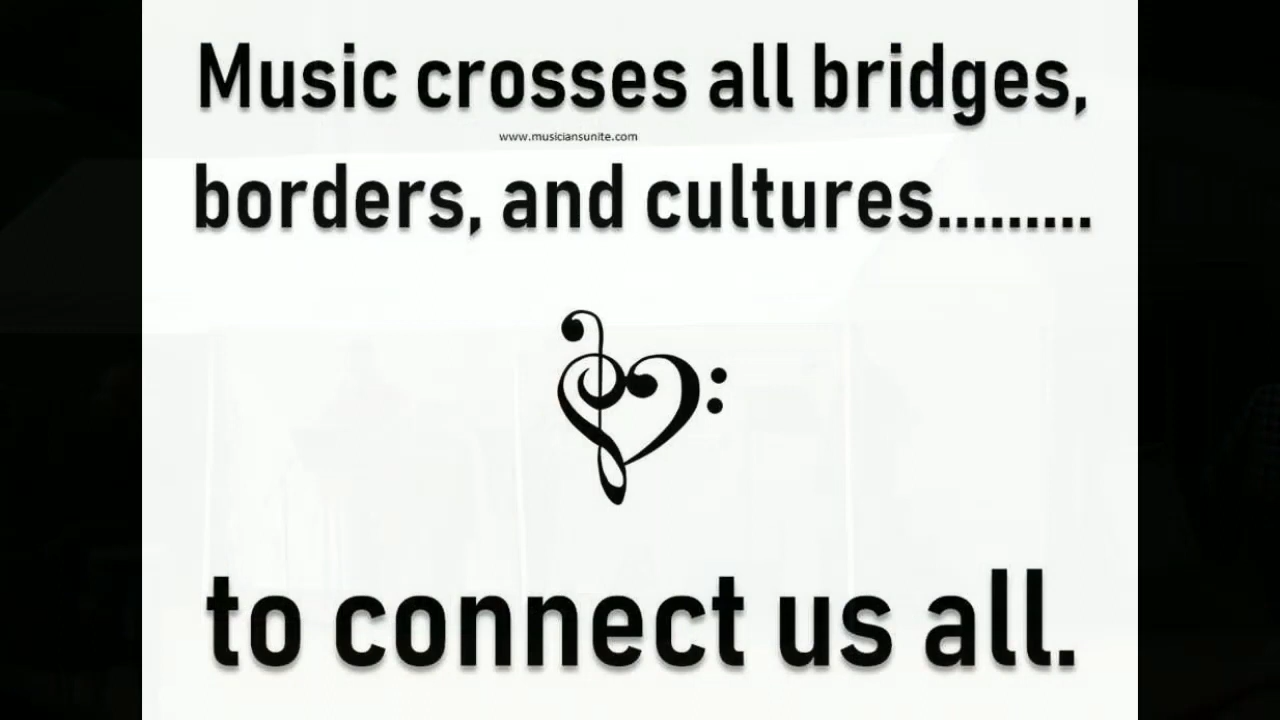 Music crosses all bridges,
www.musiciansunite.com
borders, and cultures.........
to connect us all.